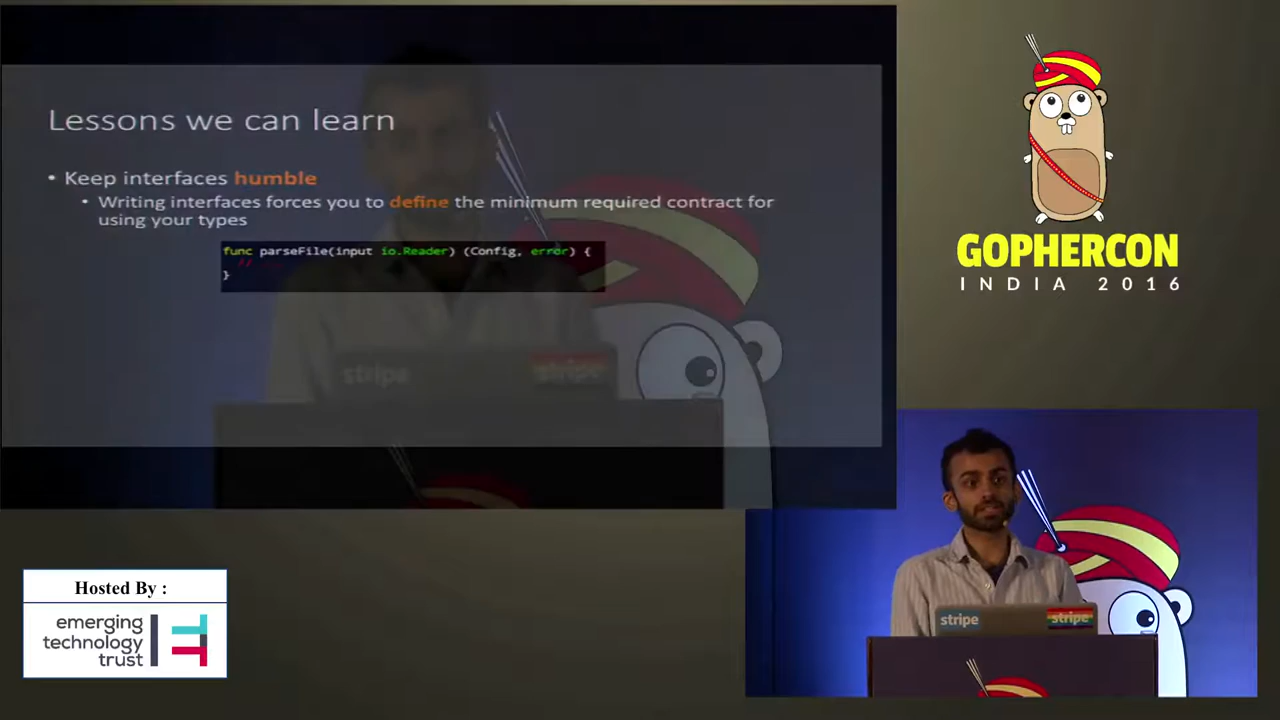 Lessons we can learn
• Keep interfaces humble
• Writing interfaces forces you to define the minimum required contract for
using your types
func parseFile(input io.Reader) (Config, error) {
}
stripe
stripe
GOPHERCON
INDIA 2016
stripe
stripe
Hosted By :
emerging
technology
trust